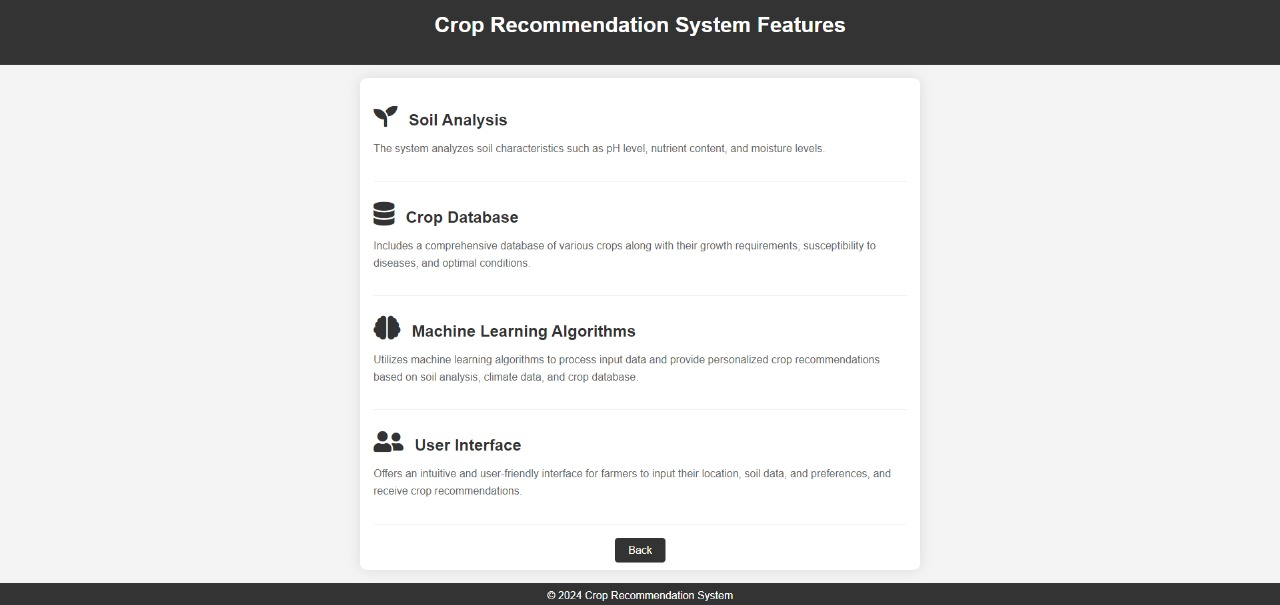 Crop Recommendation System Features
Soil Analysis
The system analyzes soil characteristics such as pH level, nutrient content, and moisture levels.
Crop Database
Includes a comprehensive database of various crops along with their growth requirements, susceptibility to
diseases, and optimal conditions.
Machine Learning Algorithms
Utilizes machine learning algorithms to process input data and provide personalized crop recommendations
based on soil analysis, climate data, and crop database.
User Interface
Offers an intuitive and user-friendly interface for farmers to input their location, soil data, and preferences, and
receive crop recommendations.
Back
© 2024 Crop Recommendation System